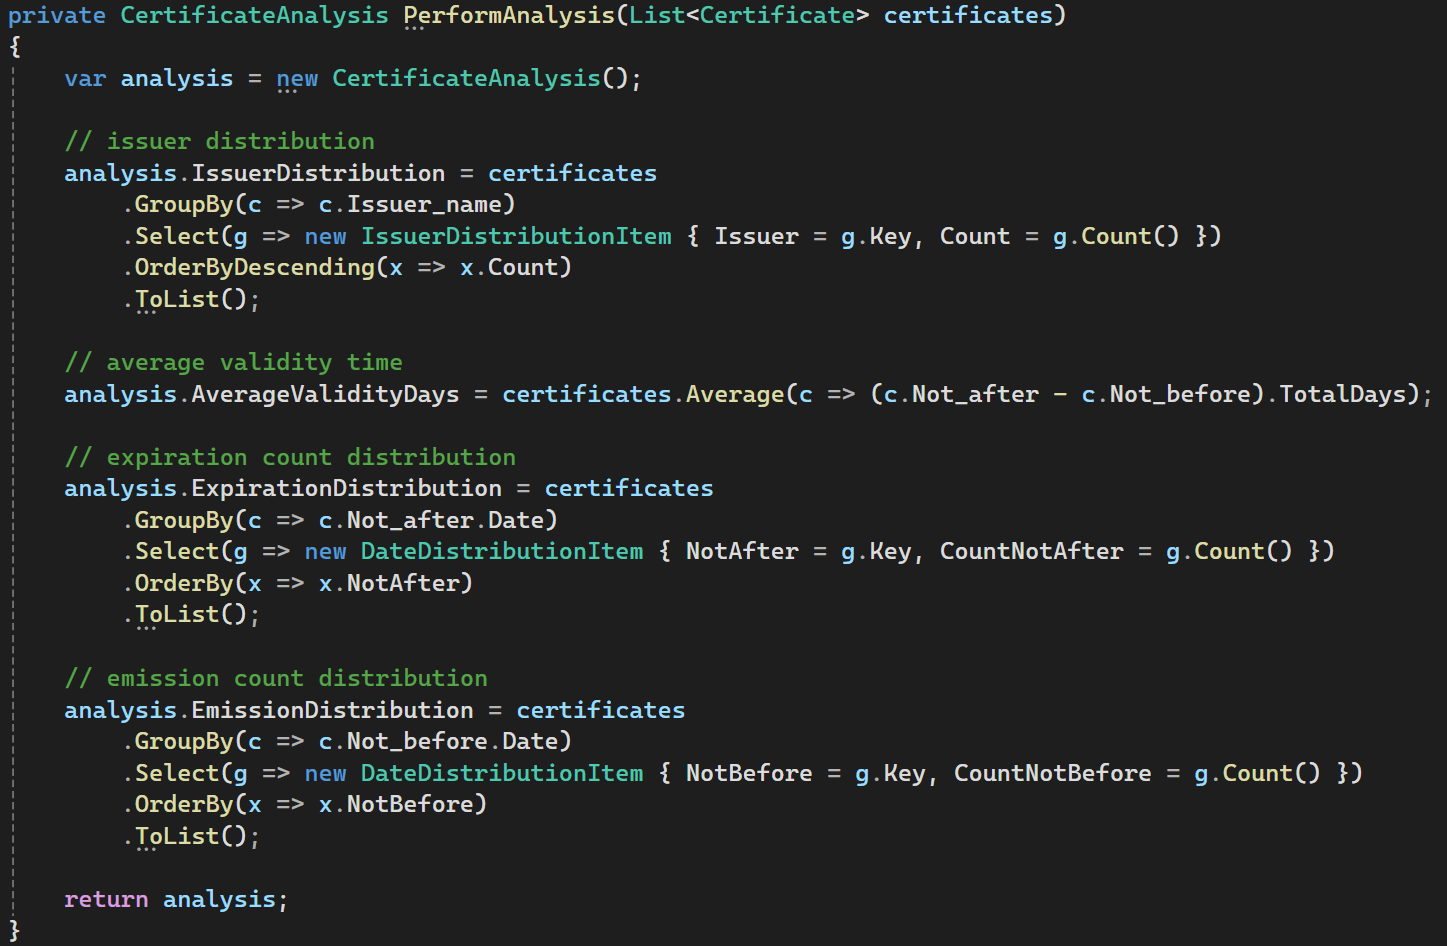 private CertificateAnalysis PerformAnalysis(List<Certificate> certificates)
{
    var analysis = new CertificateAnalysis();

    // issuer distribution
    analysis.IssuerDistribution = certificates
        .GroupBy(c => c.Issuer_name)
        .Select(g => new IssuerDistributionItem { Issuer = g.Key, Count = g.Count() })
        .OrderByDescending(x => x.Count)
        .ToList();

    // average validity time
    analysis.AverageValidityDays = certificates.Average(c => (c.Not_after - c.Not_before).TotalDays);

    // expiration count distribution
    analysis.ExpirationDistribution = certificates
        .GroupBy(c => c.Not_after.Date)
        .Select(g => new DateDistributionItem { NotAfter = g.Key, CountNotAfter = g.Count() })
        .OrderBy(x => x.NotAfter)
        .ToList();

    // emission count distribution
    analysis.EmissionDistribution = certificates
        .GroupBy(c => c.Not_before.Date)
        .Select(g => new DateDistributionItem { NotBefore = g.Key, CountNotBefore = g.Count() })
        .OrderBy(x => x.NotBefore)
        .ToList();

    return analysis;
}